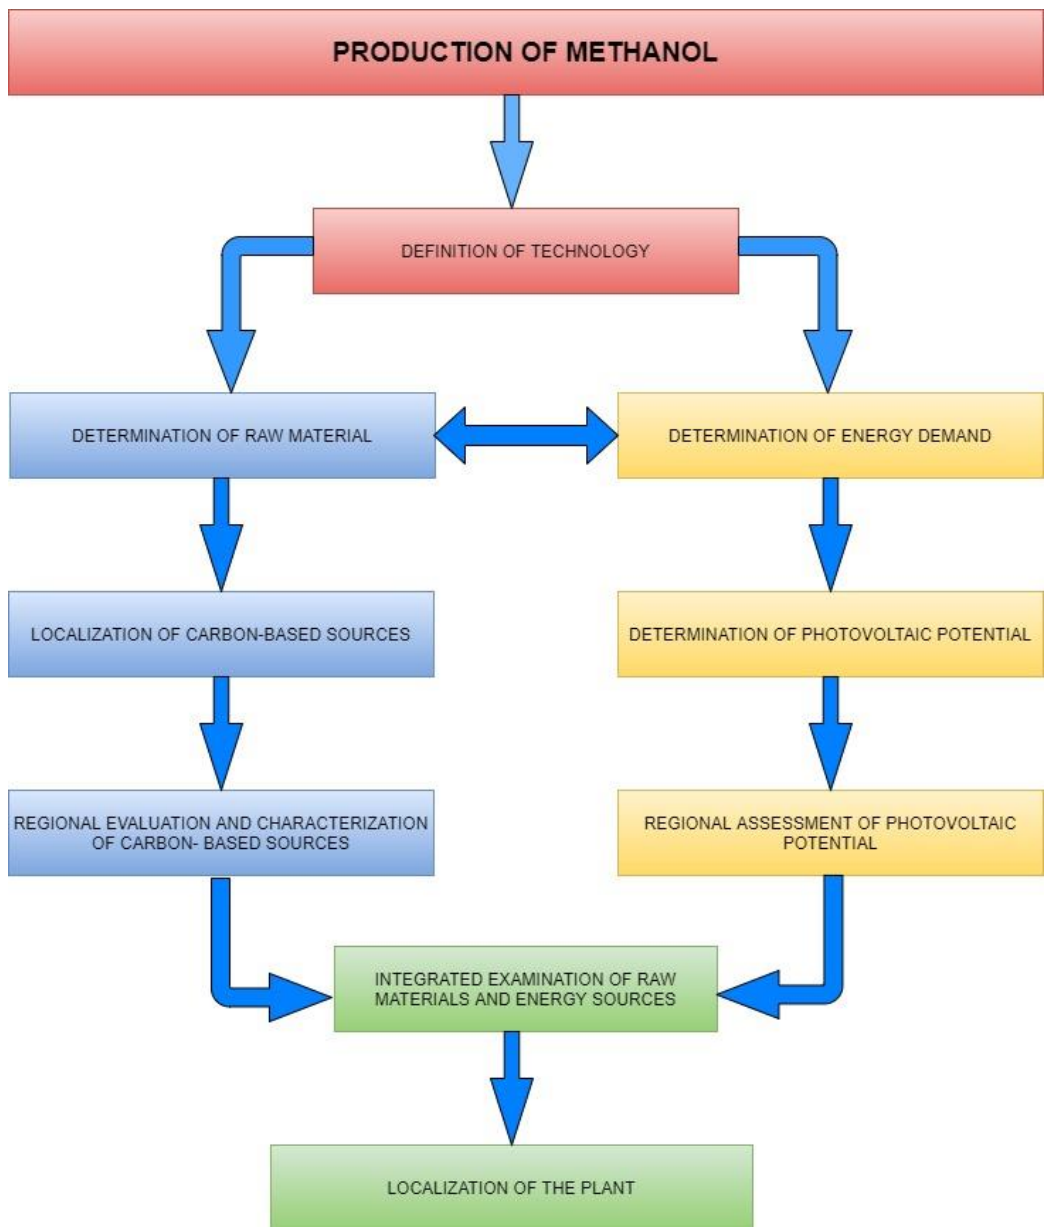 PRODUCTION OF METHANOL
DEFINITION OF TECHNOLOGY
DETERMINATION OF RAW MATERIAL
DETERMINATION OF ENERGY DEMAND
LOCALIZATION OF CARBON-BASED SOURCES
DETERMINATION OF PHOTOVOLTAIC POTENTIAL
REGIONAL EVALUATION AND CHARACTERIZATION
OF CARBON- BASED SOURCES
REGIONAL ASSESSMENT OF PHOTOVOLTAIC
POTENTIAL
INTEGRATED EXAMINATION OF RAW
MATERIALS AND ENERGY SOURCES
LOCALIZATION OF THE PLANT